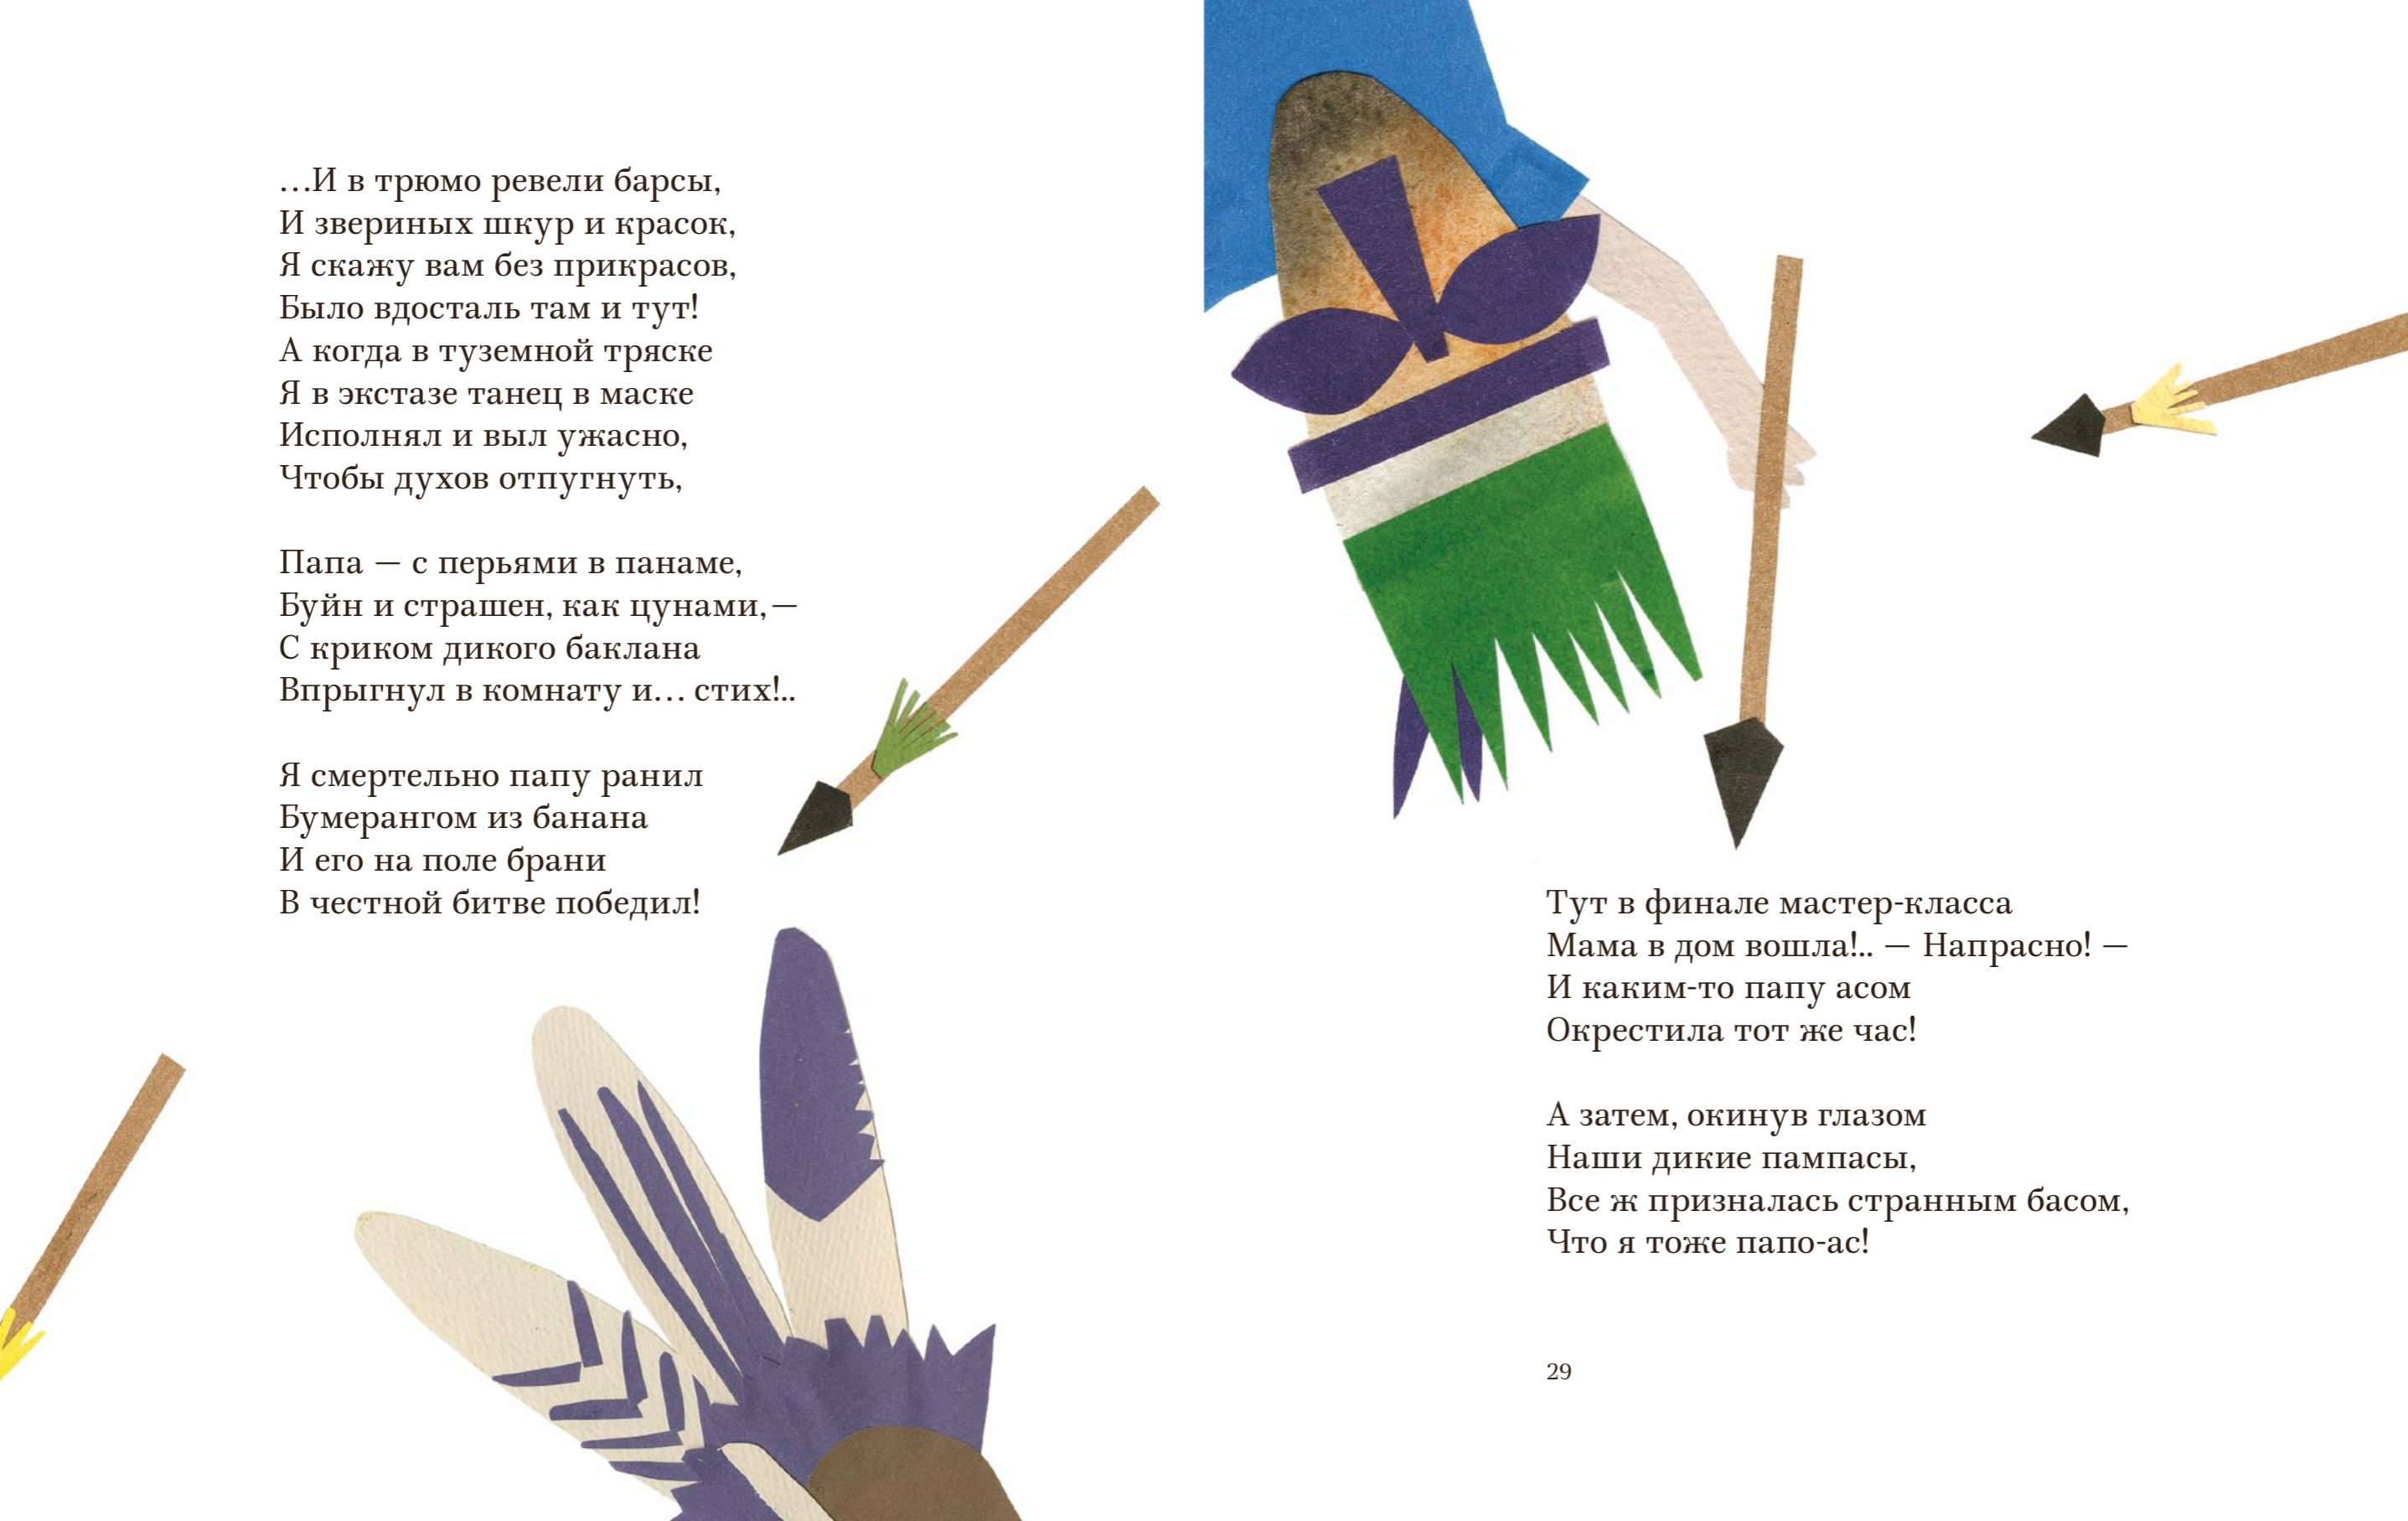 …И в трюмо ревели барсы,
И звериных шкур и красок,
Я скажу вам без прикрасов,
Было вдосталь там и тут!
А когда в туземной тряске
Я в экстазе танец в маске
Исполнял и выл ужасно,
Чтобы духов отпугнуть,
Папа — с перьями в панаме,
Буйн и страшен, как цунами,—
С криком дикого баклана
Впрыгнул в комнату и… стих!..
Я смертельно папу ранил
Бумерангом из банана
И его на поле брани
В честной битве победил!
Тут в финале мастер-класса
Мама в дом вошла!.. — Напрасно! —
И каким-то папу асом
Окрестила тот же час!
А затем, окинув глазом
Наши дикие пампасы,
Все ж призналась странным басом,
Что я тоже папо-ас!
29